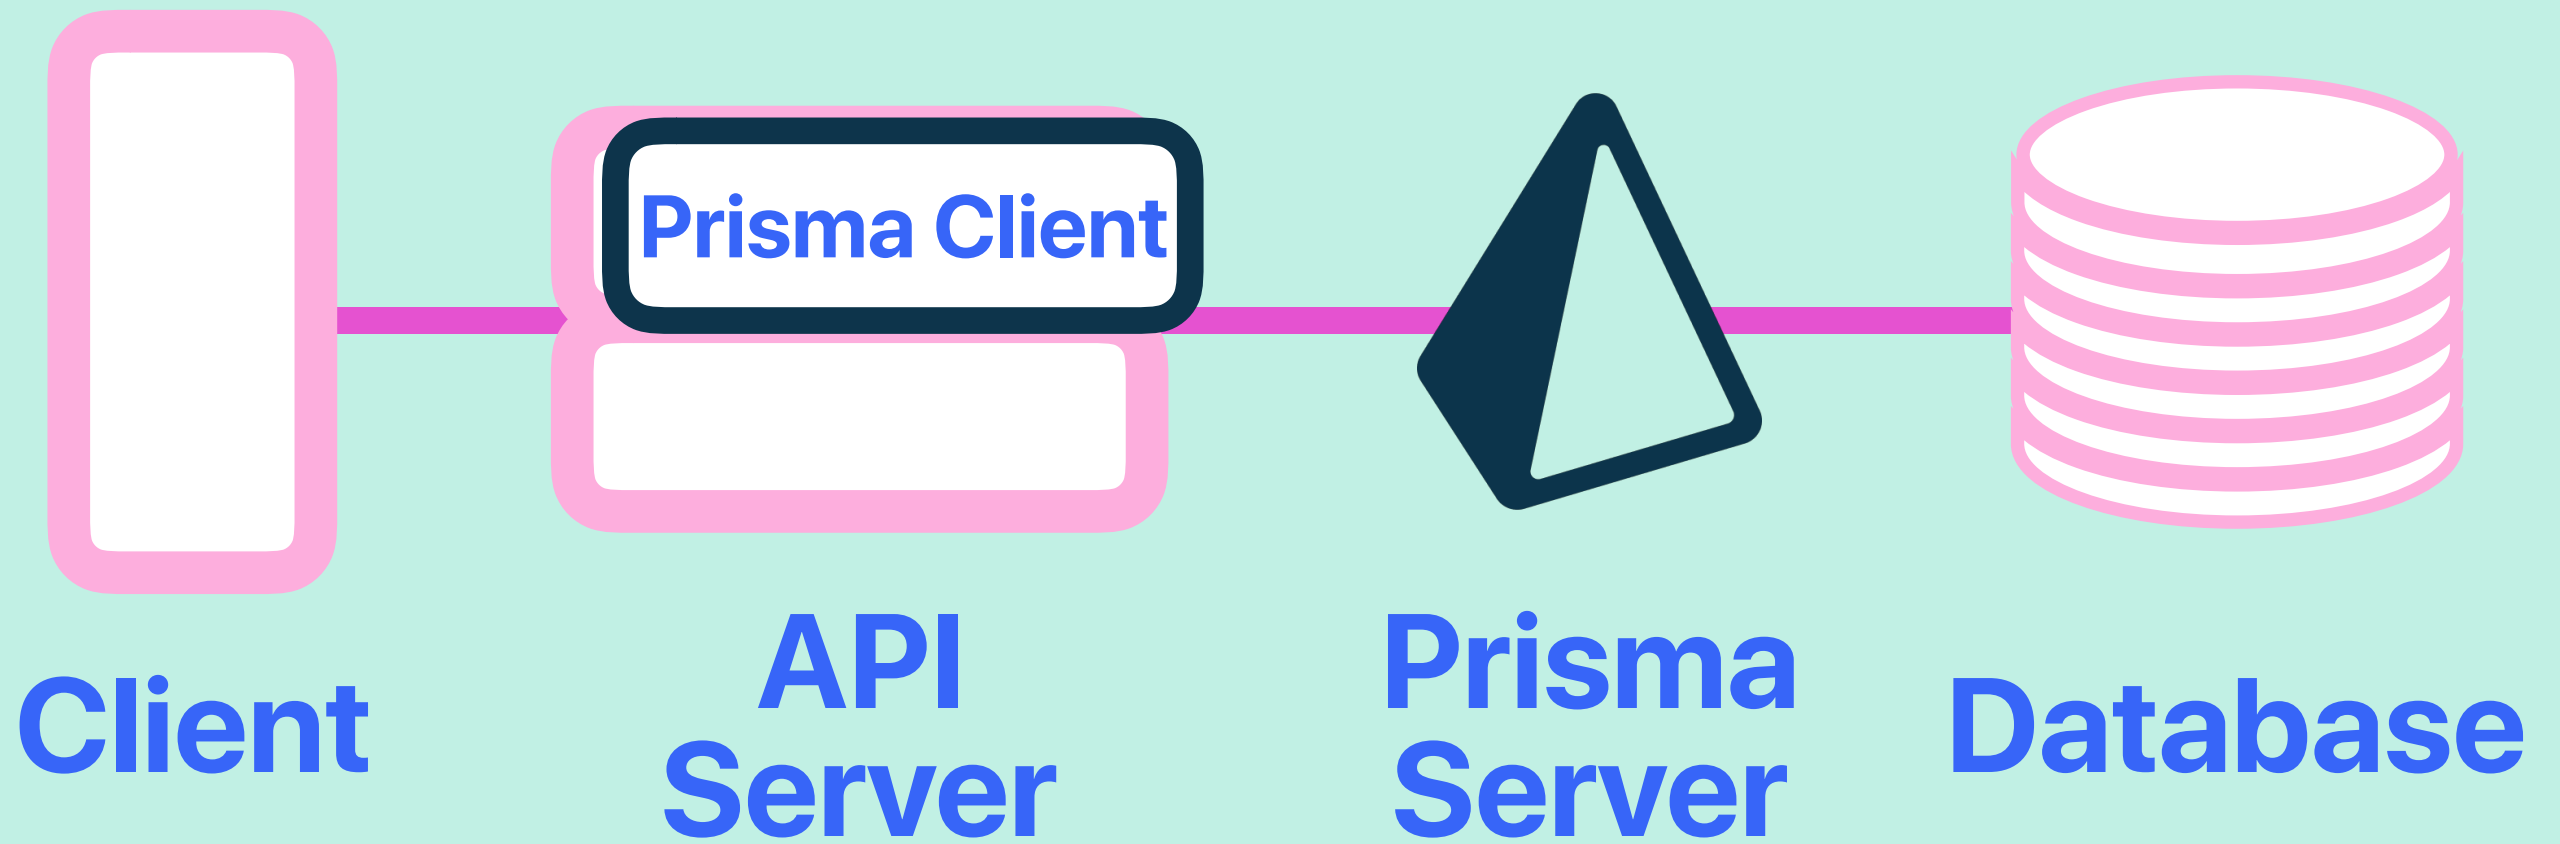 Prisma Client
Client
API
Server
Prisma
Server
Database